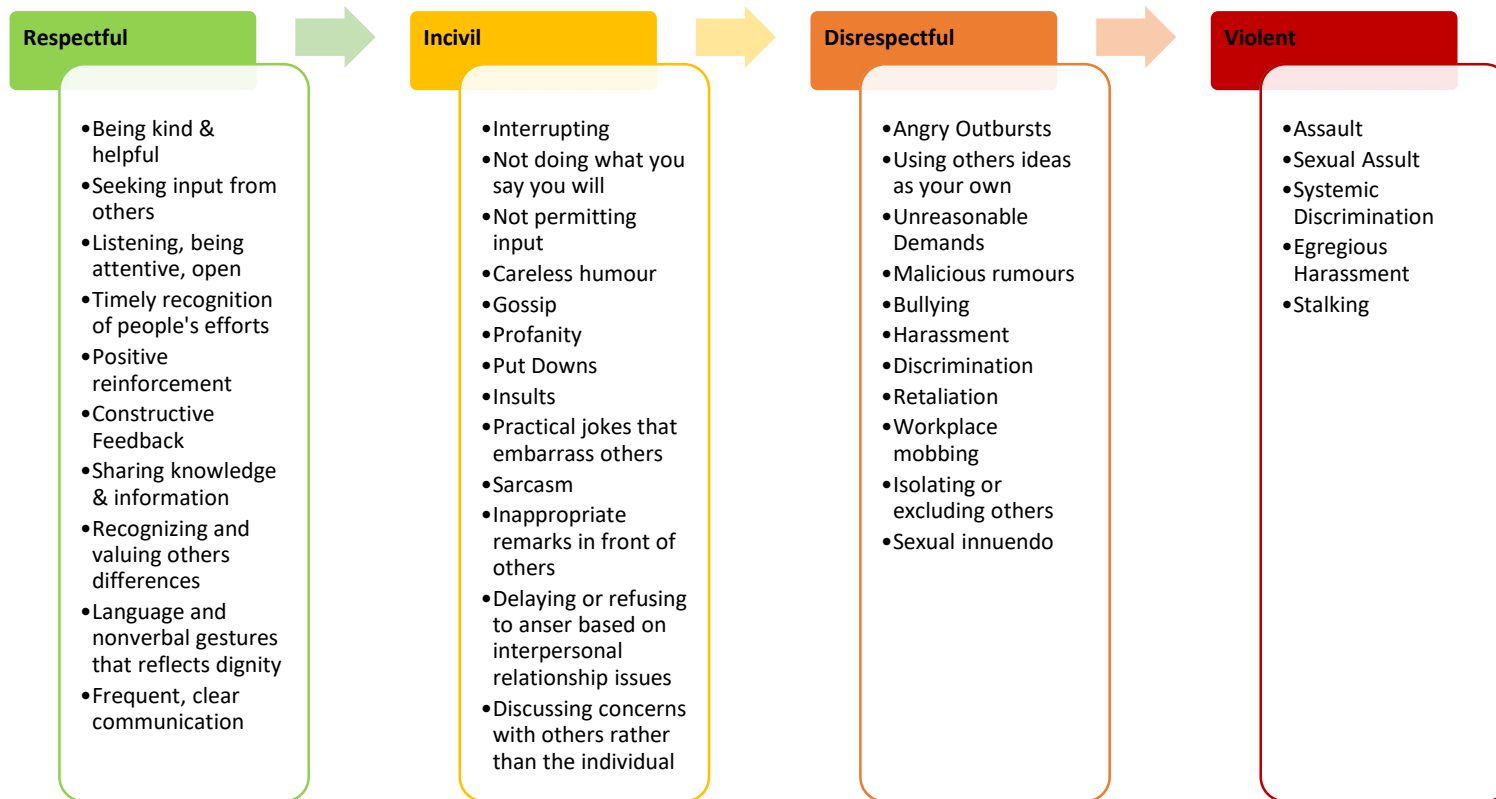 Respectful
•Being kind &
helpful
•Seeking input from
others
•Listening, being
attentive, open
•Timely recognition
of people's efforts
•Positive
reinforcement
•Constructive
Feedback
•Sharing knowledge
& information
•Recognizing and
valuing others
differences
•Language and
nonverbal gestures
that reflects dignity
•Frequent, clear
communication
Incivil
•Interrupting
•Not doing what you
say you will
•Not permitting
input
•Careless humour
•Gossip
•Profanity
•Put Downs
•Insults
•Practical jokes that
embarrass others
•Sarcasm
•Inappropriate
remarks in front of
others
•Delaying or refusing
to anser based on
interpersonal
relationship issues
•Discussing concerns
with others rather
than the individual
Disrespectful
•Angry Outbursts
•Using others ideas
as your own
•Unreasonable
Demands
•Malicious rumours
•Bullying
•Harassment
•Discrimination
•Retaliation
•Workplace
mobbing
•Isolating or
excluding others
•Sexual innuendo
Violent
•Assault
•Sexual Assult
•Systemic
Discrimination
•Egregious
Harassment
•Stalking